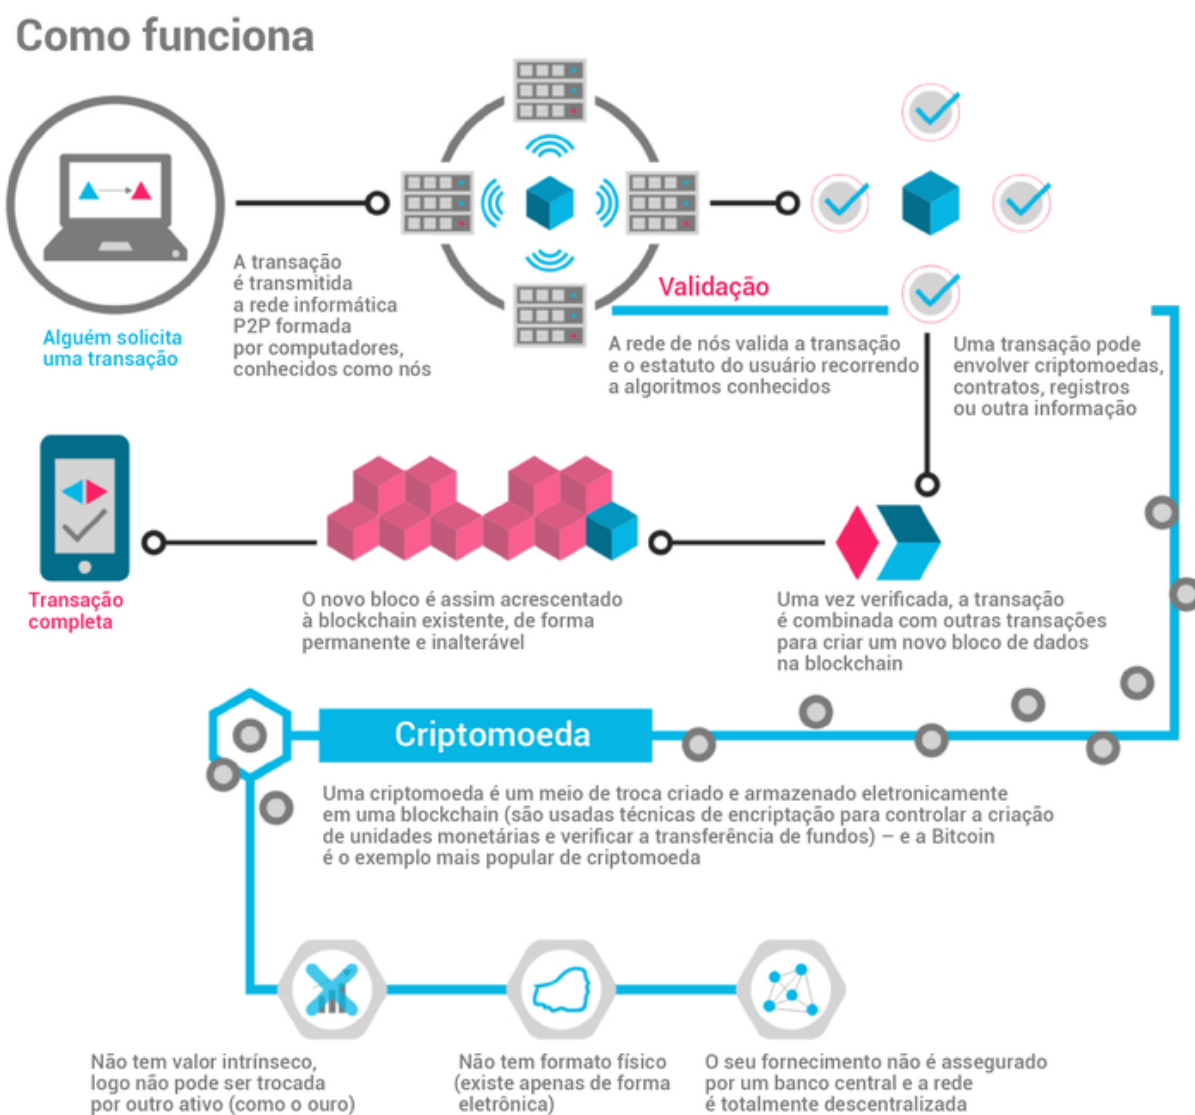 Como funciona
Alguém solicita
uma transação
A transação
é transmitida
a rede informática
P2P formada
por computadores,
conhecidos como nós
Validação
A rede de nós valida a transação
e o estatuto do usuário recorrendo
a algoritmos conhecidos
Uma transação pode
envolver criptomoedas,
contratos, registros
ou outra informação
Uma vez verificada, a transação
é combinada com outras transações
para criar um novo bloco de dados
na blockchain
O novo bloco é assim acrescentado
à blockchain existente, de forma
permanente e inalterável
Transação
completa
Criptomoeda
Uma criptomoeda é um meio de troca criado e armazenado eletronicamente
em uma blockchain (são usadas técnicas de encriptação para controlar a criação
de unidades monetárias e verificar a transferência de fundos) – e a Bitcoin
é o exemplo mais popular de criptomoeda
Não tem valor intrínseco,
logo não pode ser trocada
por outro ativo (como o ouro)
Não tem formato físico
(existe apenas de forma
eletrônica)
O seu fornecimento não é assegurado
por um banco central e a rede
é totalmente descentralizada